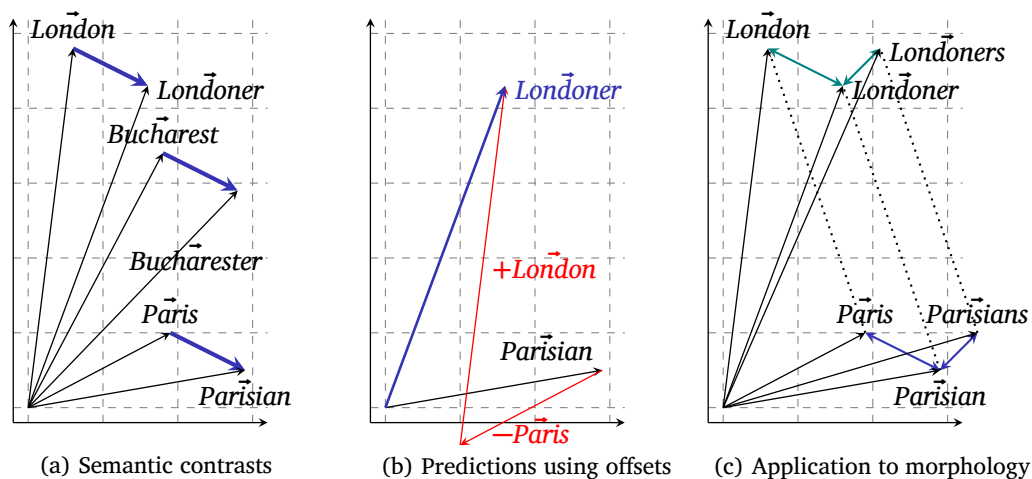 London
Londoner
Bucharest
Bucharester
Paris
Parisian
(a) Semantic contrasts
Londoner
+London
Parisian
−Paris
(b) Predictions using offsets
London
Londoners
Londoner
Paris
Parisians
Parisian
(c) Application to morphology